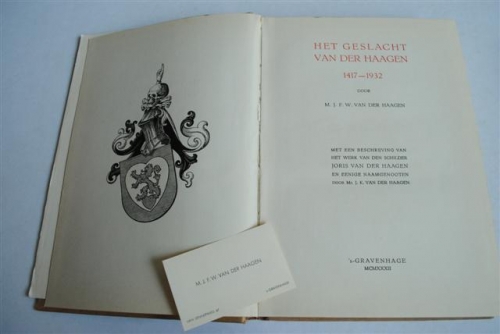 HET GESLACHT
VAN DER HAAGEN
1417—1932
DOOR
M. J. F. W. VAN DER HAAGEN
MET EEN BESCHRIJVING VAN
HET WERK VAN DEN SCHILDER
JORIS VAN DER HAAGEN
EN EENIGE NAAMGENOOTEN
DOOR Mr. J. K. VAN DER HAAGEN
's-GRAVENHAGE
MCMXXXII
M. J. F. W. VAN DER HAAGEN
's-GRAVENHAGE